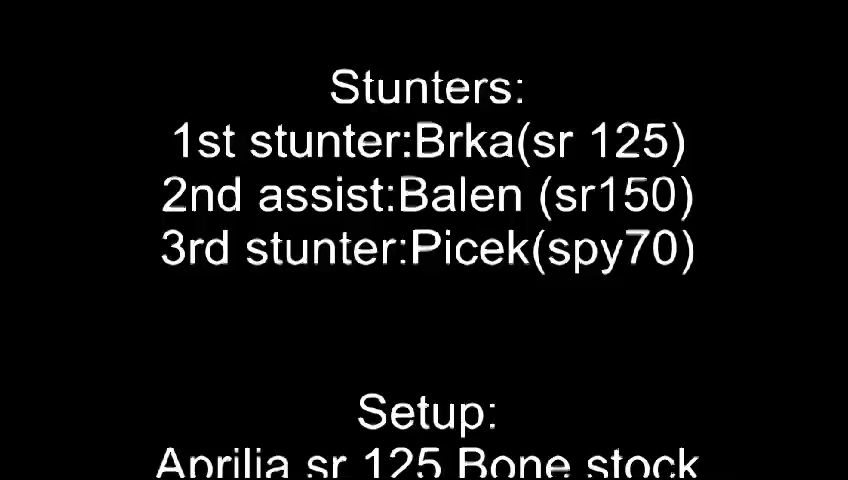 Stunters:
1st stunter:Brka(sr 125)
2nd assist:Balen (sr150)
3rd stunter:Picek(spy70)
Setup:
Aprilia sr 125 Bone stock